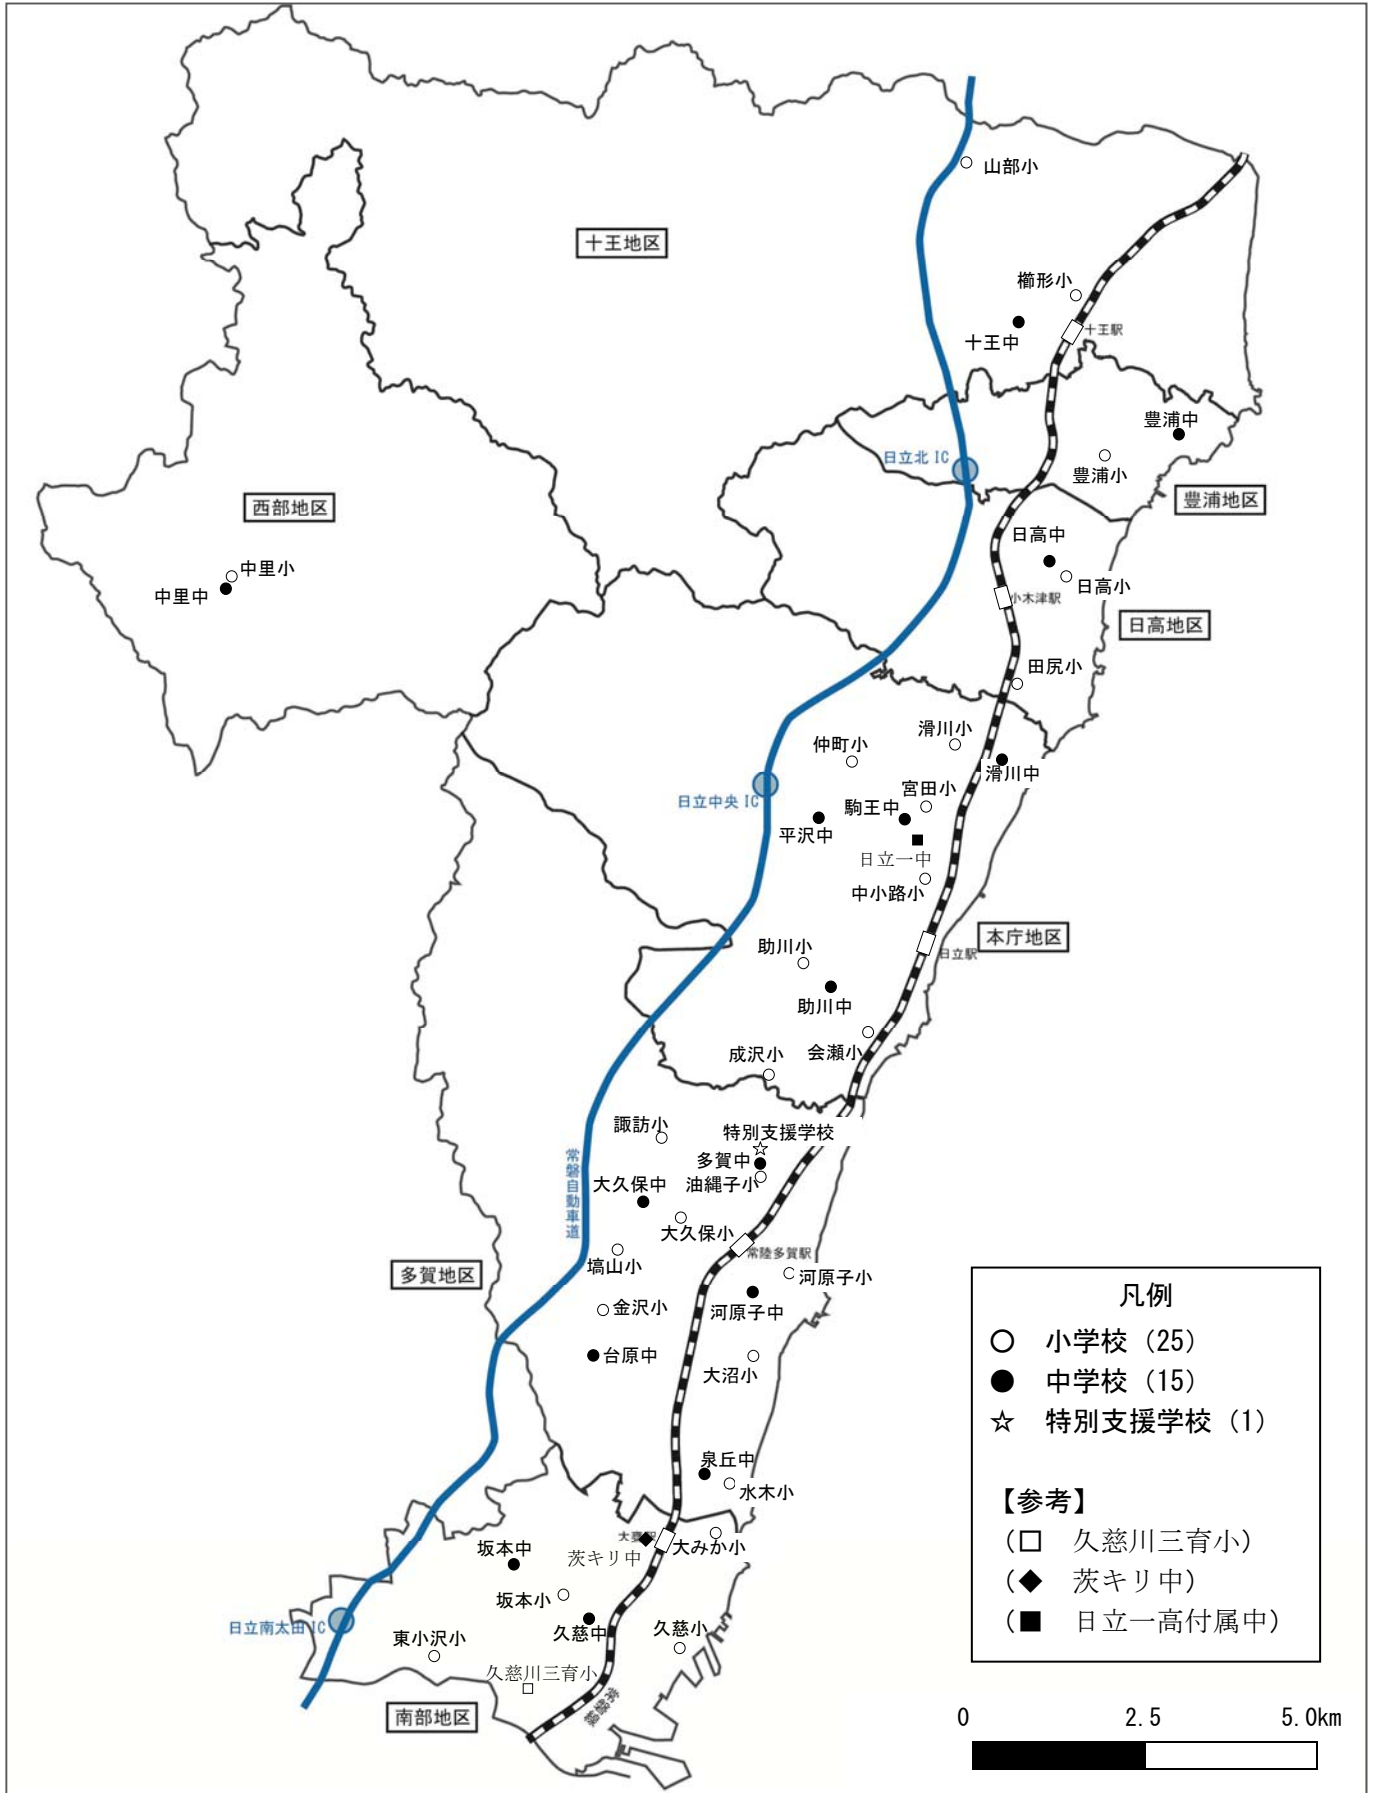 山部小
十王地区
櫛形小
十王駅
十王中
豊浦中
日立北 IC
豊浦小
豊浦地区
西部地区
日高中
中里小
中里中
日高小
小木津駅
日高地区
田尻小
滑川小
仲町小
滑川中
日立中央 IC
宮田小
駒王中
平沢中
日立一中
中小路小
助川小
本庁地区
日立駅
助川中
会瀬小
成沢小
諏訪小
特別支援学校
多賀中
油縄子小
常磐自動車道
大久保中
大久保小
常陸多賀駅
塙山小
多賀地区
河原子小
金沢小
河原子中
台原中
大沼小
泉丘中
水木小
大みか小
坂本中
茨キリ中
坂本小
日立南太田 IC
久慈中
久慈小
東小沢小
久慈川三育小
常磐線
南部地区
凡例
○ 小学校（25）
● 中学校（15）
☆ 特別支援学校（1）
【参考】
（□ 久慈川三育小）
（◆ 茨キリ中）
（■ 日立一高付属中）
0 2.5 5.0km